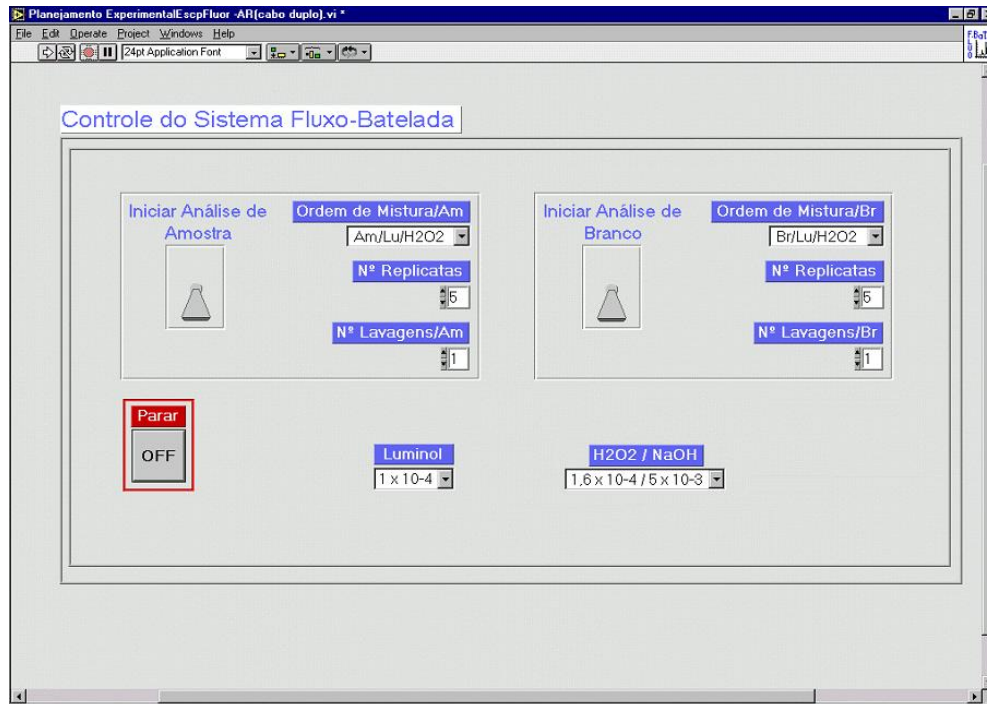 Planejamento ExperimentalEscpFluor -AR(cabo duplo).vi *
File Edit Operate Project Windows Help
24pt Application Font
Controle do Sistema Fluxo-Batelada
Iniciar Análise de
Amostra
Ordem de Mistura/Am
Am/Lu/H2O2
Nº Replicatas
5
Nº Lavagens/Am
1
Iniciar Análise de
Branco
Ordem de Mistura/Br
Br/Lu/H2O2
Nº Replicatas
5
Nº Lavagens/Br
1
Parar
OFF
Luminol
1 x 10-4
H2O2 / NaOH
1,6 x 10-4 / 5 x 10-3